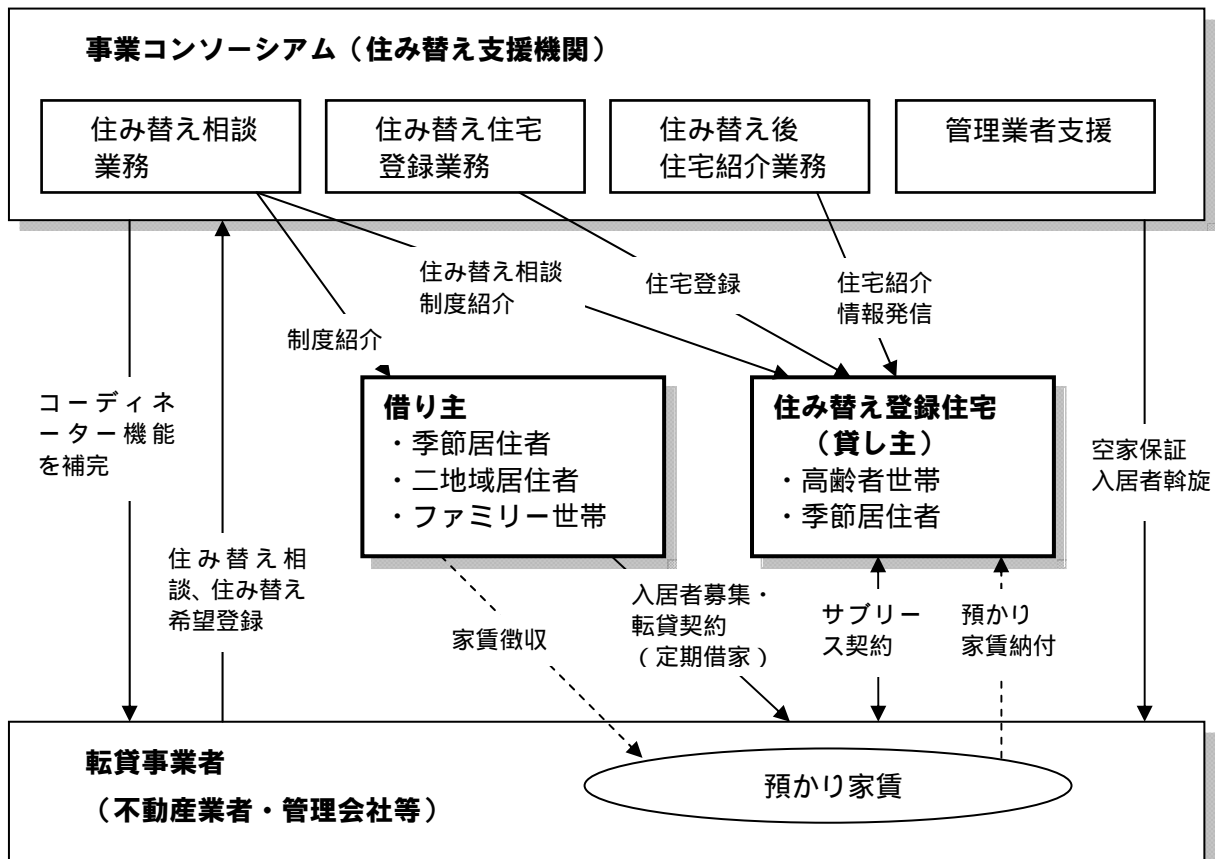 事業コンソーシアム（住み替え支援機関）
住み替え相談
業務
住み替え住宅
登録業務
住み替え後
住宅紹介業務
管理業者支援
住み替え相談
制度紹介
住宅登録
住宅紹介
情報発信
制度紹介
コーディネ
ーター機能
を補完
借り主
・季節居住者
・二地域居住者
・ファミリー世帯
住み替え登録住宅
（貸し主）
・高齢者世帯
・季節居住者
空家保証
入居者斡旋
住み替え相
談、住み替え
希望登録
家賃徴収
入居者募集・
転貸契約
（定期借家）
サブリー
ス契約
預かり
家賃納付
転貸事業者
（不動産業者・管理会社等）
預かり家賃